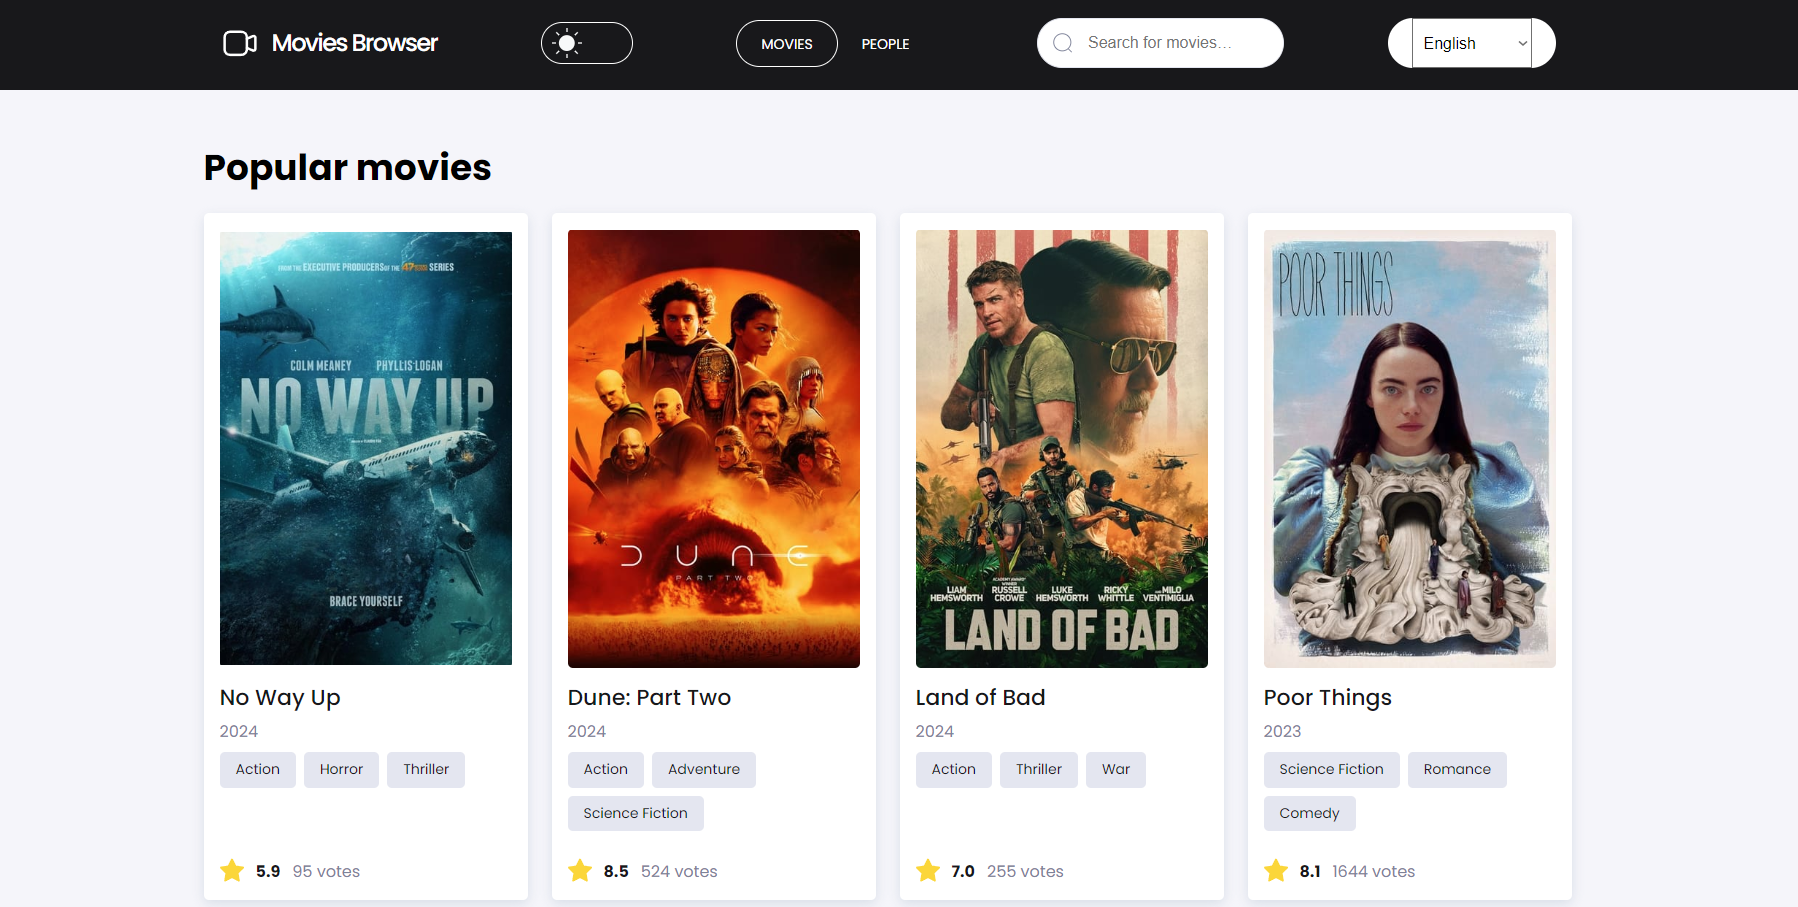 Movies Browser
MOVIES
PEOPLE
Search for movies...
English
Popular movies
FROM THE EXECUTIVE PRODUCERS OF THE 47 SERIES
COLM MEANEY PHYLLIS LOGAN
NO WAY UP
BRACE YOURSELF
No Way Up
2024
Action Horror Thriller
5.9 95 votes
DUNE
PART TWO
Dune: Part Two
2024
Action Adventure
Science Fiction
8.5 524 votes
ACADEMY AWARD WINNER
LIAM HEMSWORTH RUSSELL CROWE LUKE HEMSWORTH RICKY WHITTLE AND MILO VENTIMIGLIA
LAND OF BAD
Land of Bad
2024
Action Thriller War
7.0 255 votes
POOR THINGS
Poor Things
2023
Science Fiction Romance
Comedy
8.1 1644 votes